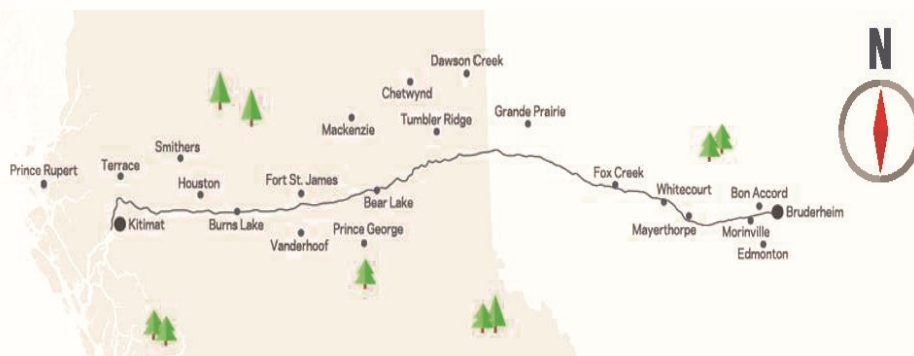 N
Dawson Creek
Chetwynd
Grande Prairie
Mackenzie
Tumbler Ridge
Smithers
Prince Rupert
Terrace
Houston
Fort St. James
Fox Creek
Bear Lake
Whitecourt
Bon Accord
Kitimat
Burns Lake
Bruderheim
Vanderhoof
Prince George
Mayerthorpe
Morinville
Edmonton